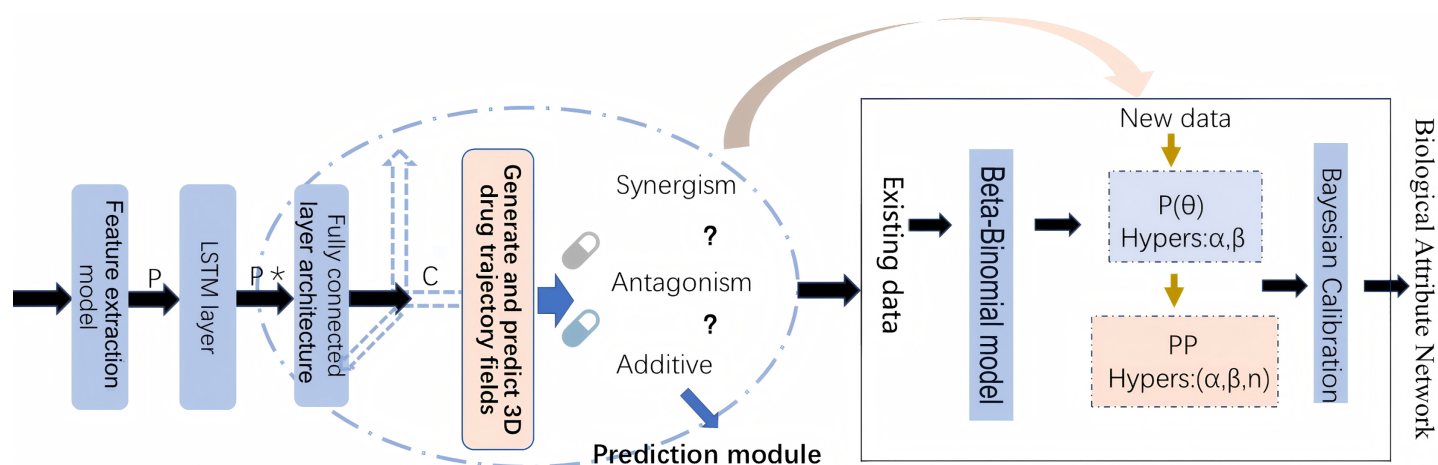 Feature extraction
model
P
LSTM layer
P*
Fully connected
layer architecture
C
Generate and predict 3D
drug trajectory fields
Synergism
?
Antagonism
?
Additive
Prediction module
Existing data
Beta-Binomial model
New data
P(θ)
Hypers:α,β
PP
Hypers:(α,β,n)
Bayesian Calibration
Biological Attribute Network